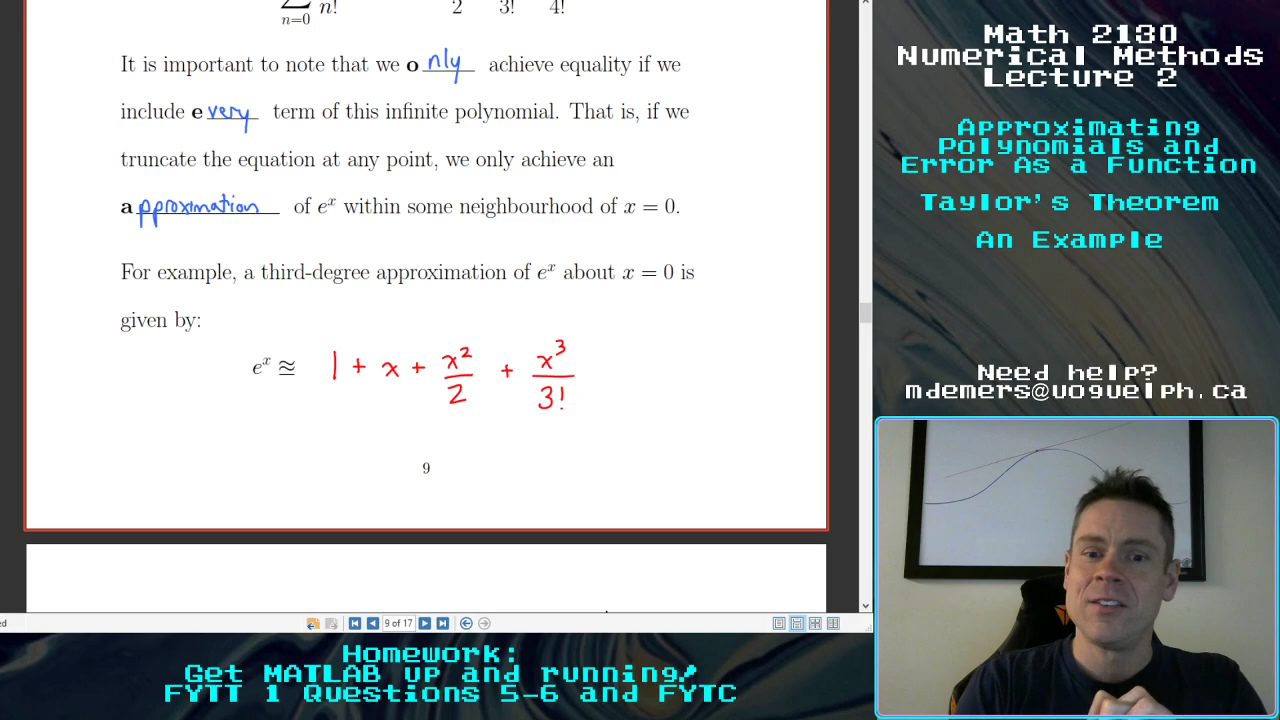 ∑ n=0 n! 2 3! 4!
It is important to note that we only achieve equality if we
include every term of this infinite polynomial. That is, if we
truncate the equation at any point, we only achieve an
approximation of eˣ within some neighbourhood of x = 0.
For example, a third-degree approximation of eˣ about x = 0 is
given by:
eˣ ≅ 1 + x + x²/2 + x³/3!
9
9 of 17
Math 2130
Numerical Methods
Lecture 2
Approximating
Polynomials and
Error As a Function
Taylor's Theorem
An Example
Need help?
mdemers@uoguelph.ca
Homework:
Get MATLAB up and running!
FYTT 1 Questions 5-6 and FYTC